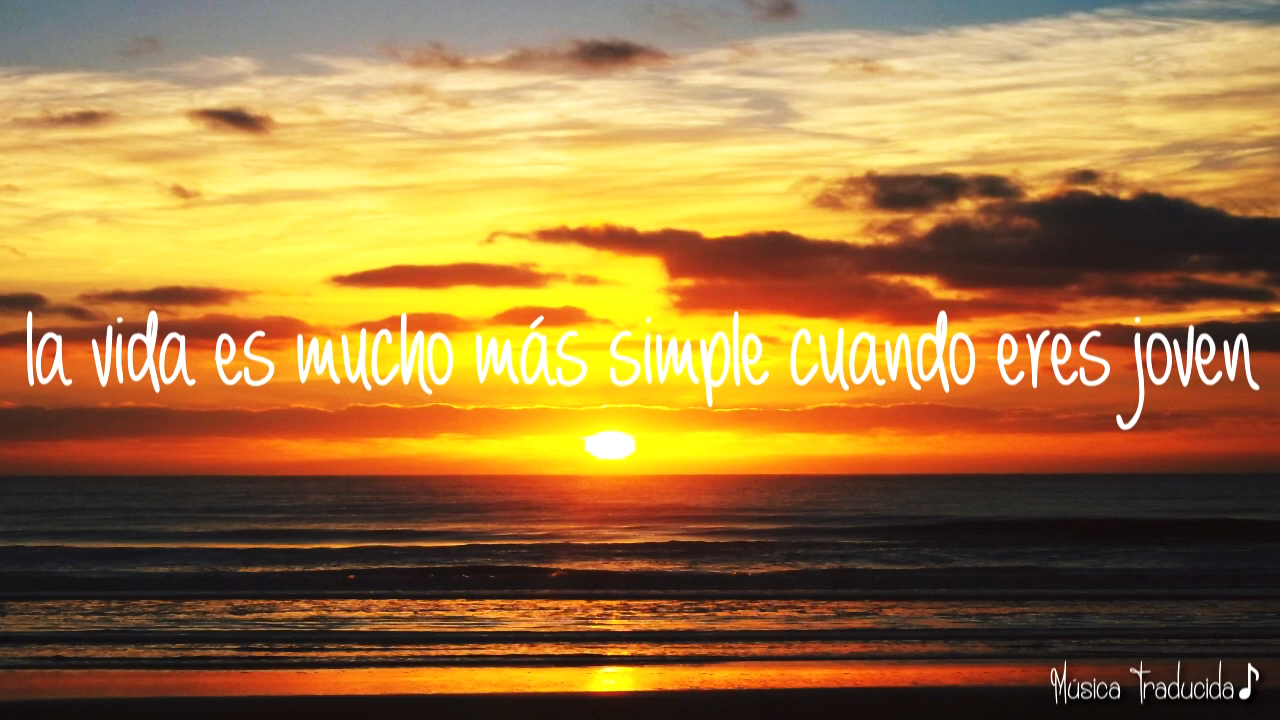 la vida es mucho más simple cuando eres joven
Música Traducida♪